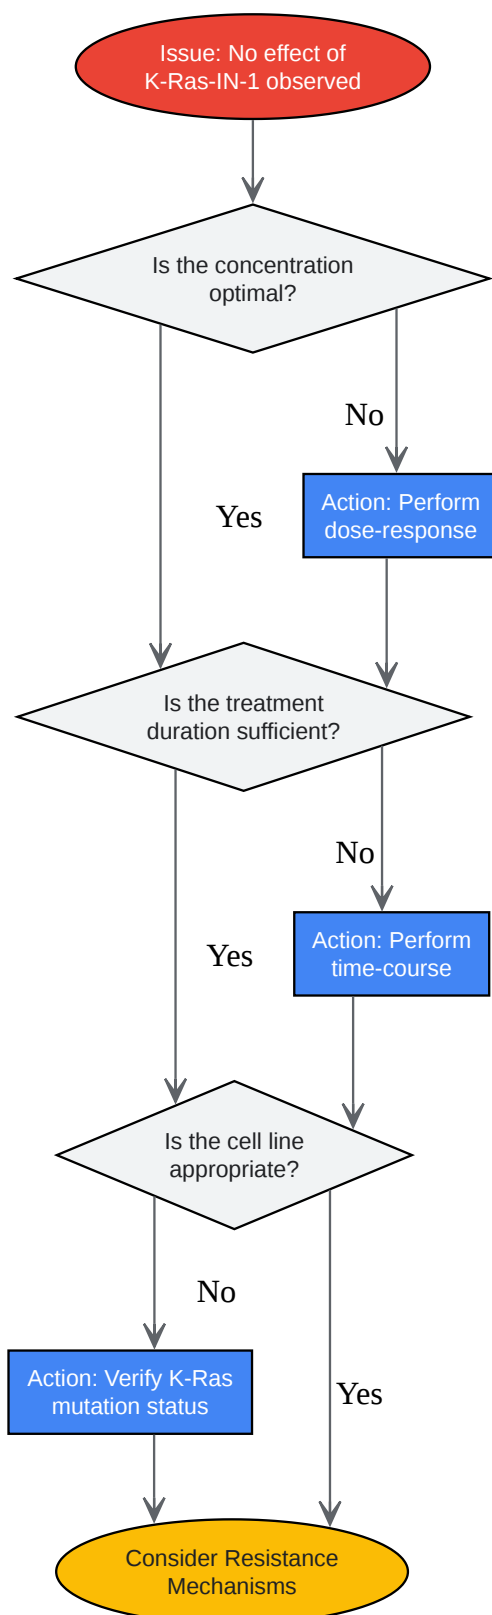 Issue: No effect of
K-Ras-IN-1 observed
Is the concentration
optimal?
No
Action: Perform
dose-response
Yes
Is the treatment
duration sufficient?
No
Action: Perform
time-course
Yes
Is the cell line
appropriate?
No
Action: Verify K-Ras
mutation status
Yes
Consider Resistance
Mechanisms